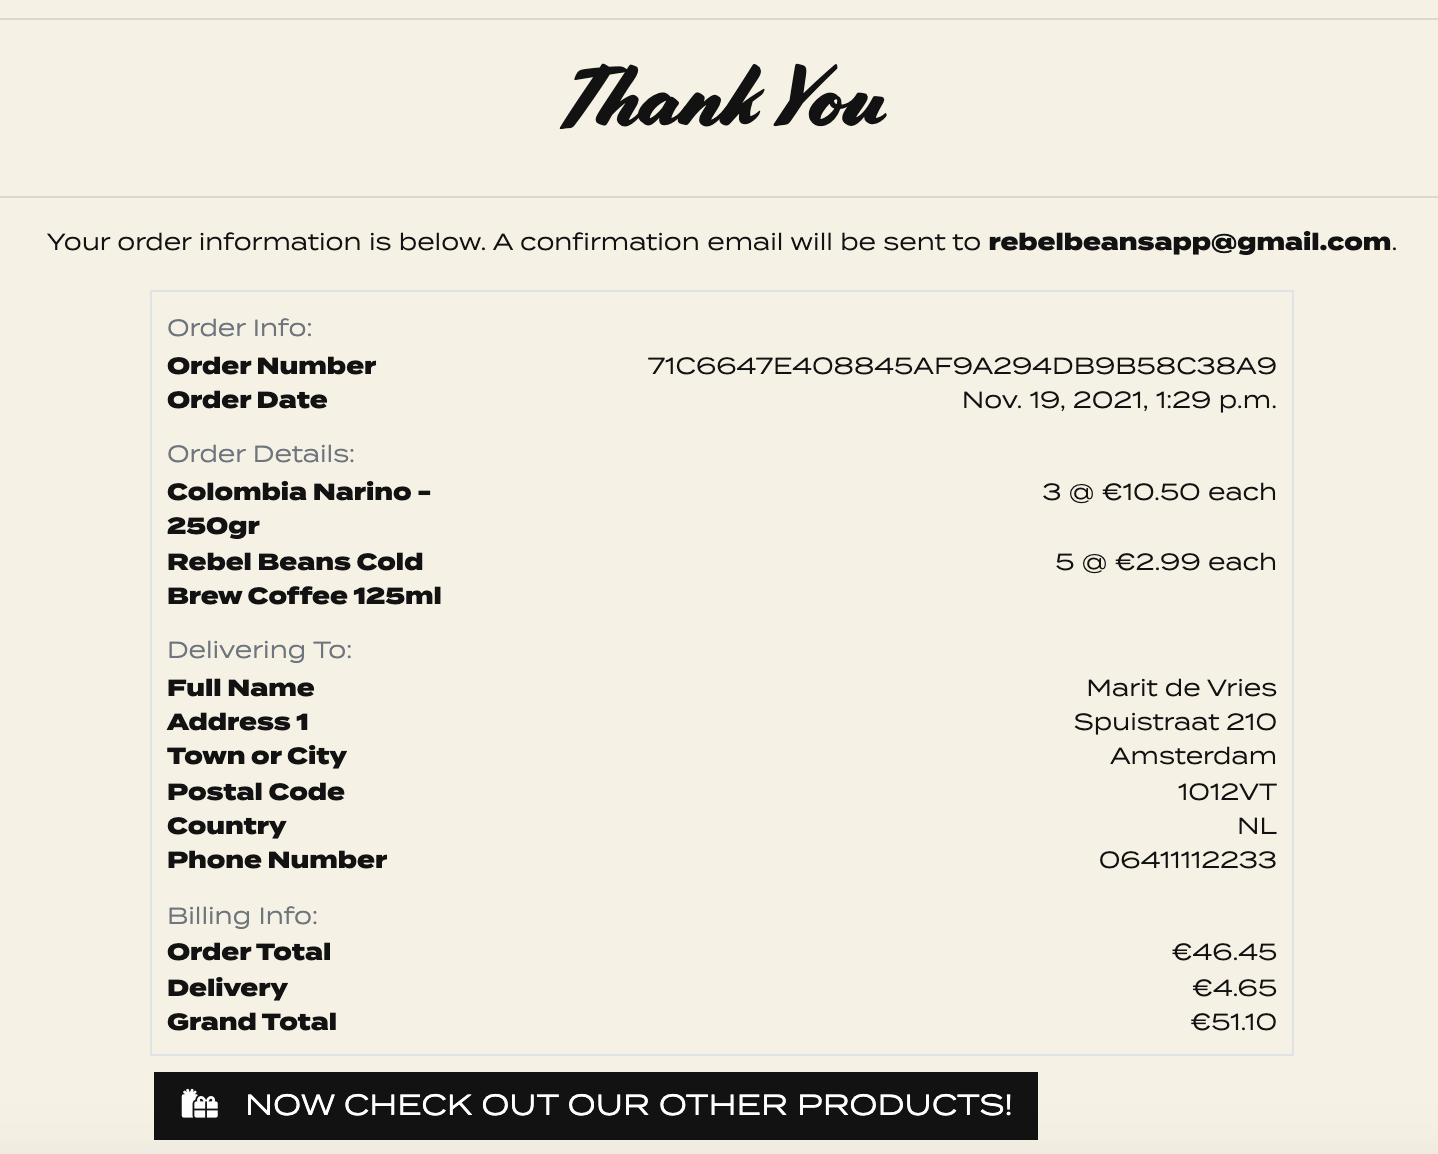 Thank You
Your order information is below. A confirmation email will be sent to rebelbeansapp@gmail.com.
Order Info:
Order Number 71C6647E408845AF9A294DB9B58C38A9
Order Date Nov. 19, 2021, 1:29 p.m.
Order Details:
Colombia Narino - 3 @ €10.50 each
250gr
Rebel Beans Cold 5 @ €2.99 each
Brew Coffee 125ml
Delivering To:
Full Name Marit de Vries
Address 1 Spuistraat 210
Town or City Amsterdam
Postal Code 1012VT
Country NL
Phone Number 06411112233
Billing Info:
Order Total €46.45
Delivery €4.65
Grand Total €51.10
NOW CHECK OUT OUR OTHER PRODUCTS!